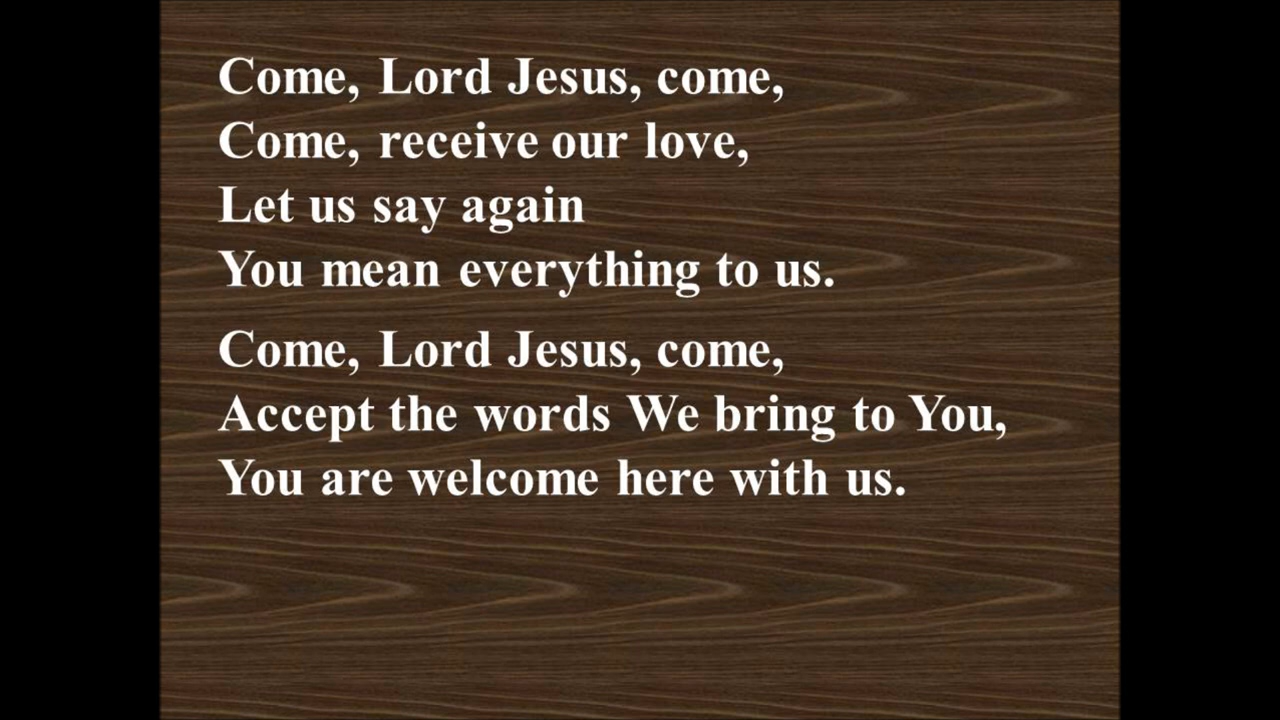 Come, Lord Jesus, come,
Come, receive our love,
Let us say again
You mean everything to us.
Come, Lord Jesus, come,
Accept the words We bring to You,
You are welcome here with us.